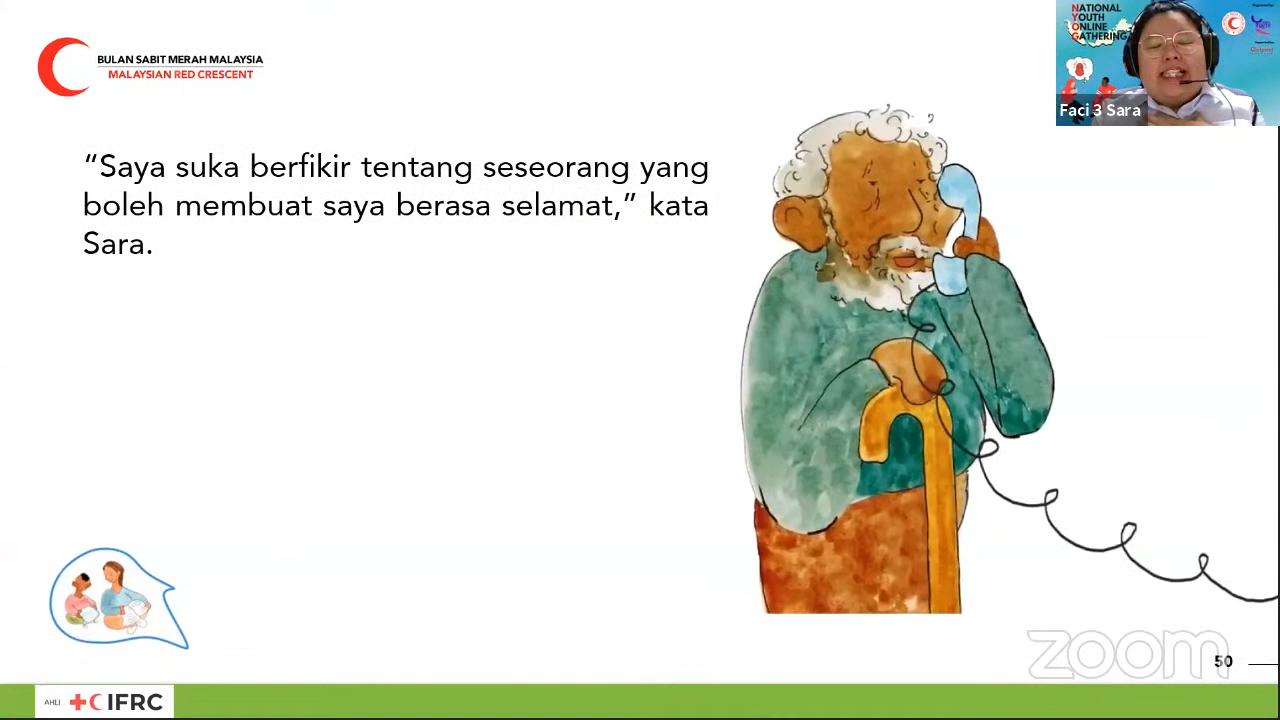 BULAN SABIT MERAH MALAYSIA
MALAYSIAN RED CRESCENT
“Saya suka berfikir tentang seseorang yang
boleh membuat saya berasa selamat,” kata
Sara.
NATIONAL
YOUTH
ONLINE
GATHERING
Faci 3 Sara
zoom
50
AHLI
IFRC